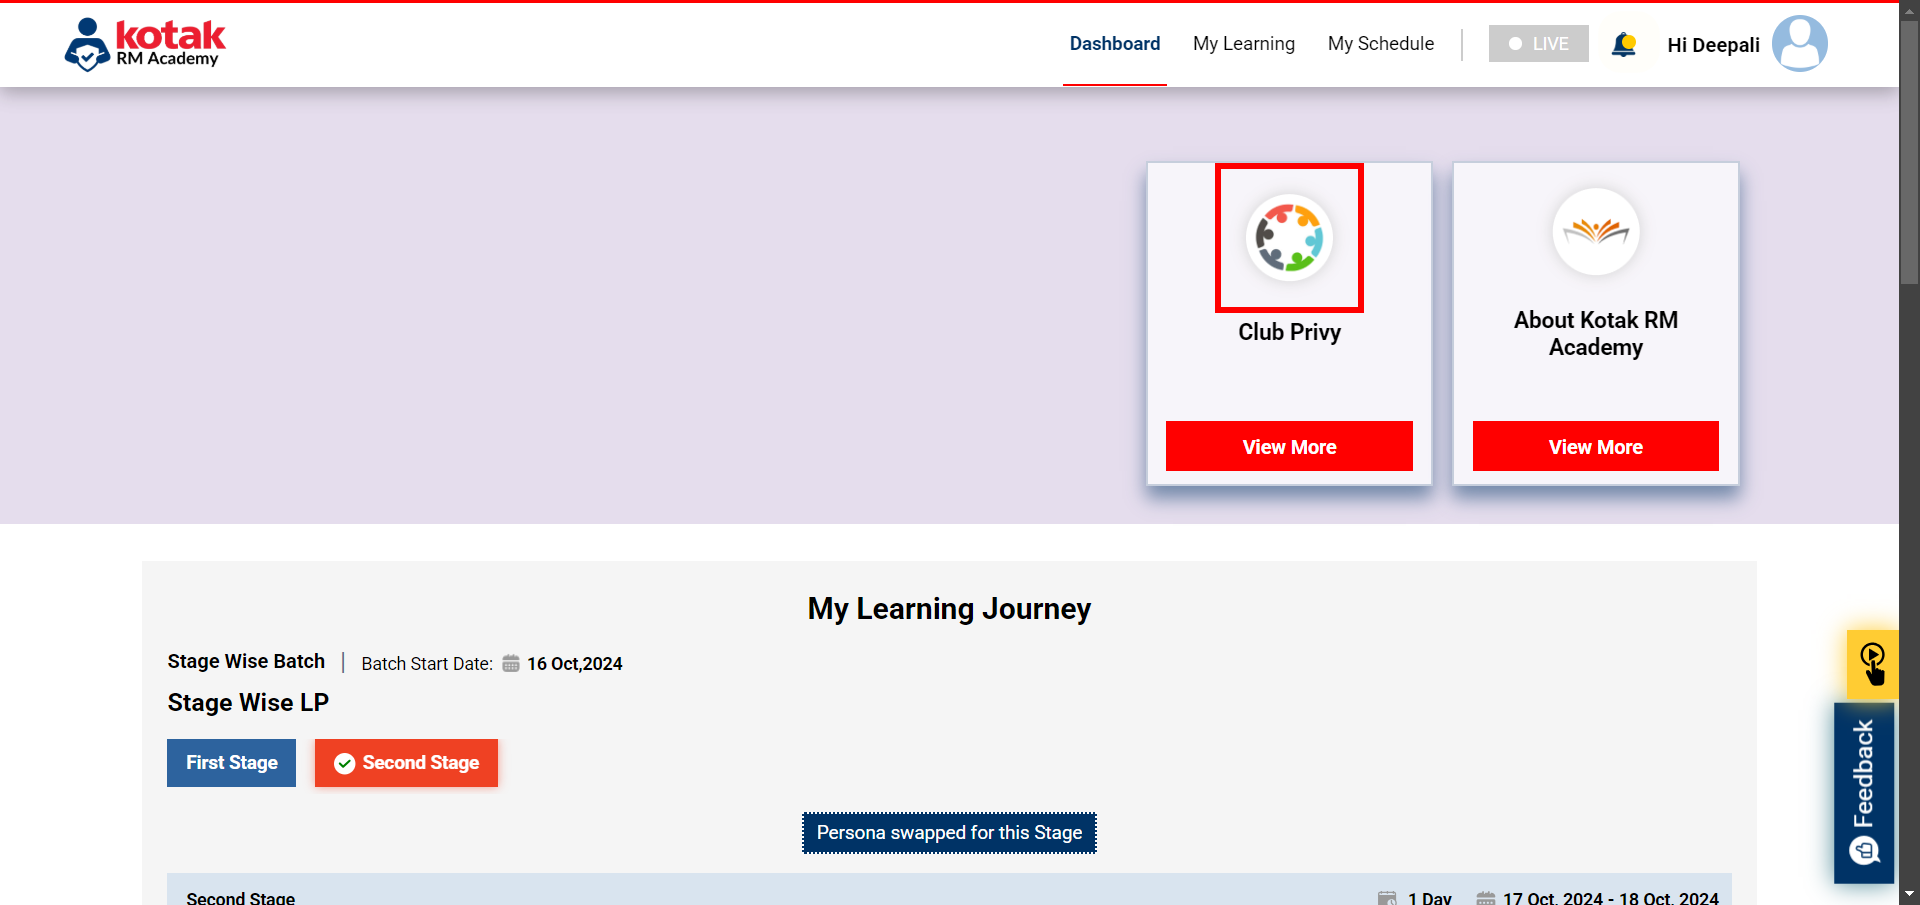 kotak
RM Academy
Dashboard
My Learning
My Schedule
LIVE
Hi Deepali
Club Privy
View More
About Kotak RM
Academy
View More
My Learning Journey
Stage Wise Batch
Batch Start Date: 16 Oct,2024
Stage Wise LP
First Stage
Second Stage
Persona swapped for this Stage
Feedback
Second Stage
1 Day
17 Oct, 2024 - 18 Oct, 2024